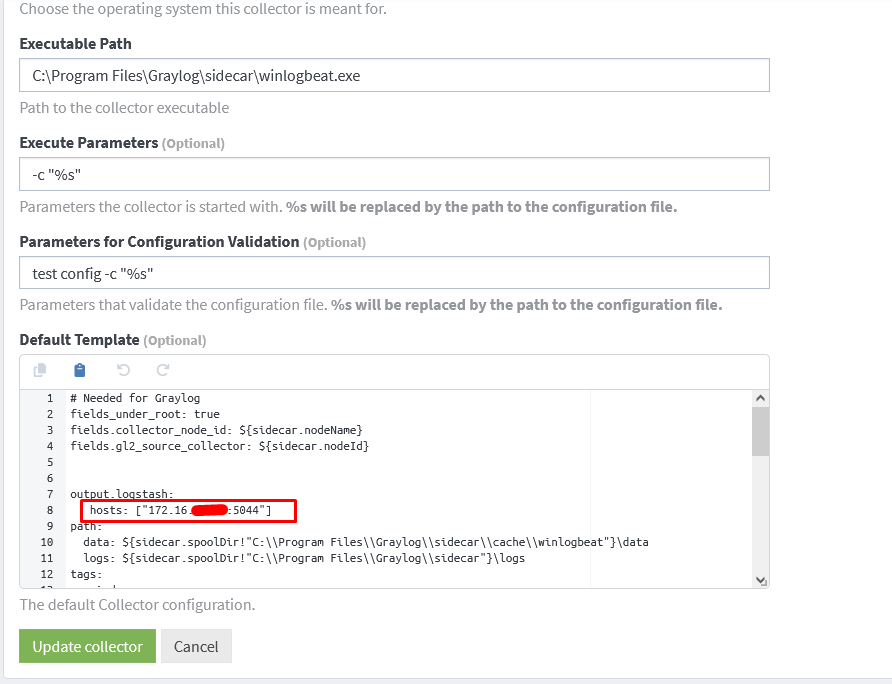 Choose the operating system this collector is meant for.
Executable Path
C:\Program Files\Graylog\sidecar\winlogbeat.exe
Path to the collector executable
Execute Parameters (Optional)
-c "%s"
Parameters the collector is started with. %s will be replaced by the path to the configuration file.
Parameters for Configuration Validation (Optional)
test config -c "%s"
Parameters that validate the configuration file. %s will be replaced by the path to the configuration file.
Default Template (Optional)
1 # Needed for Graylog
2 fields_under_root: true
3 fields.collector_node_id: ${sidecar.nodeName}
4 fields.gl2_source_collector: ${sidecar.nodeId}
5
6
7 output.logstash:
8 hosts: ["172.16. :5044"]
9 path:
10 data: ${sidecar.spoolDir!"C:\\Program Files\\Graylog\\sidecar\\cache\\winlogbeat"}\data
11 logs: ${sidecar.spoolDir!"C:\\Program Files\\Graylog\\sidecar"}\logs
12 tags:
The default Collector configuration.
Update collector Cancel